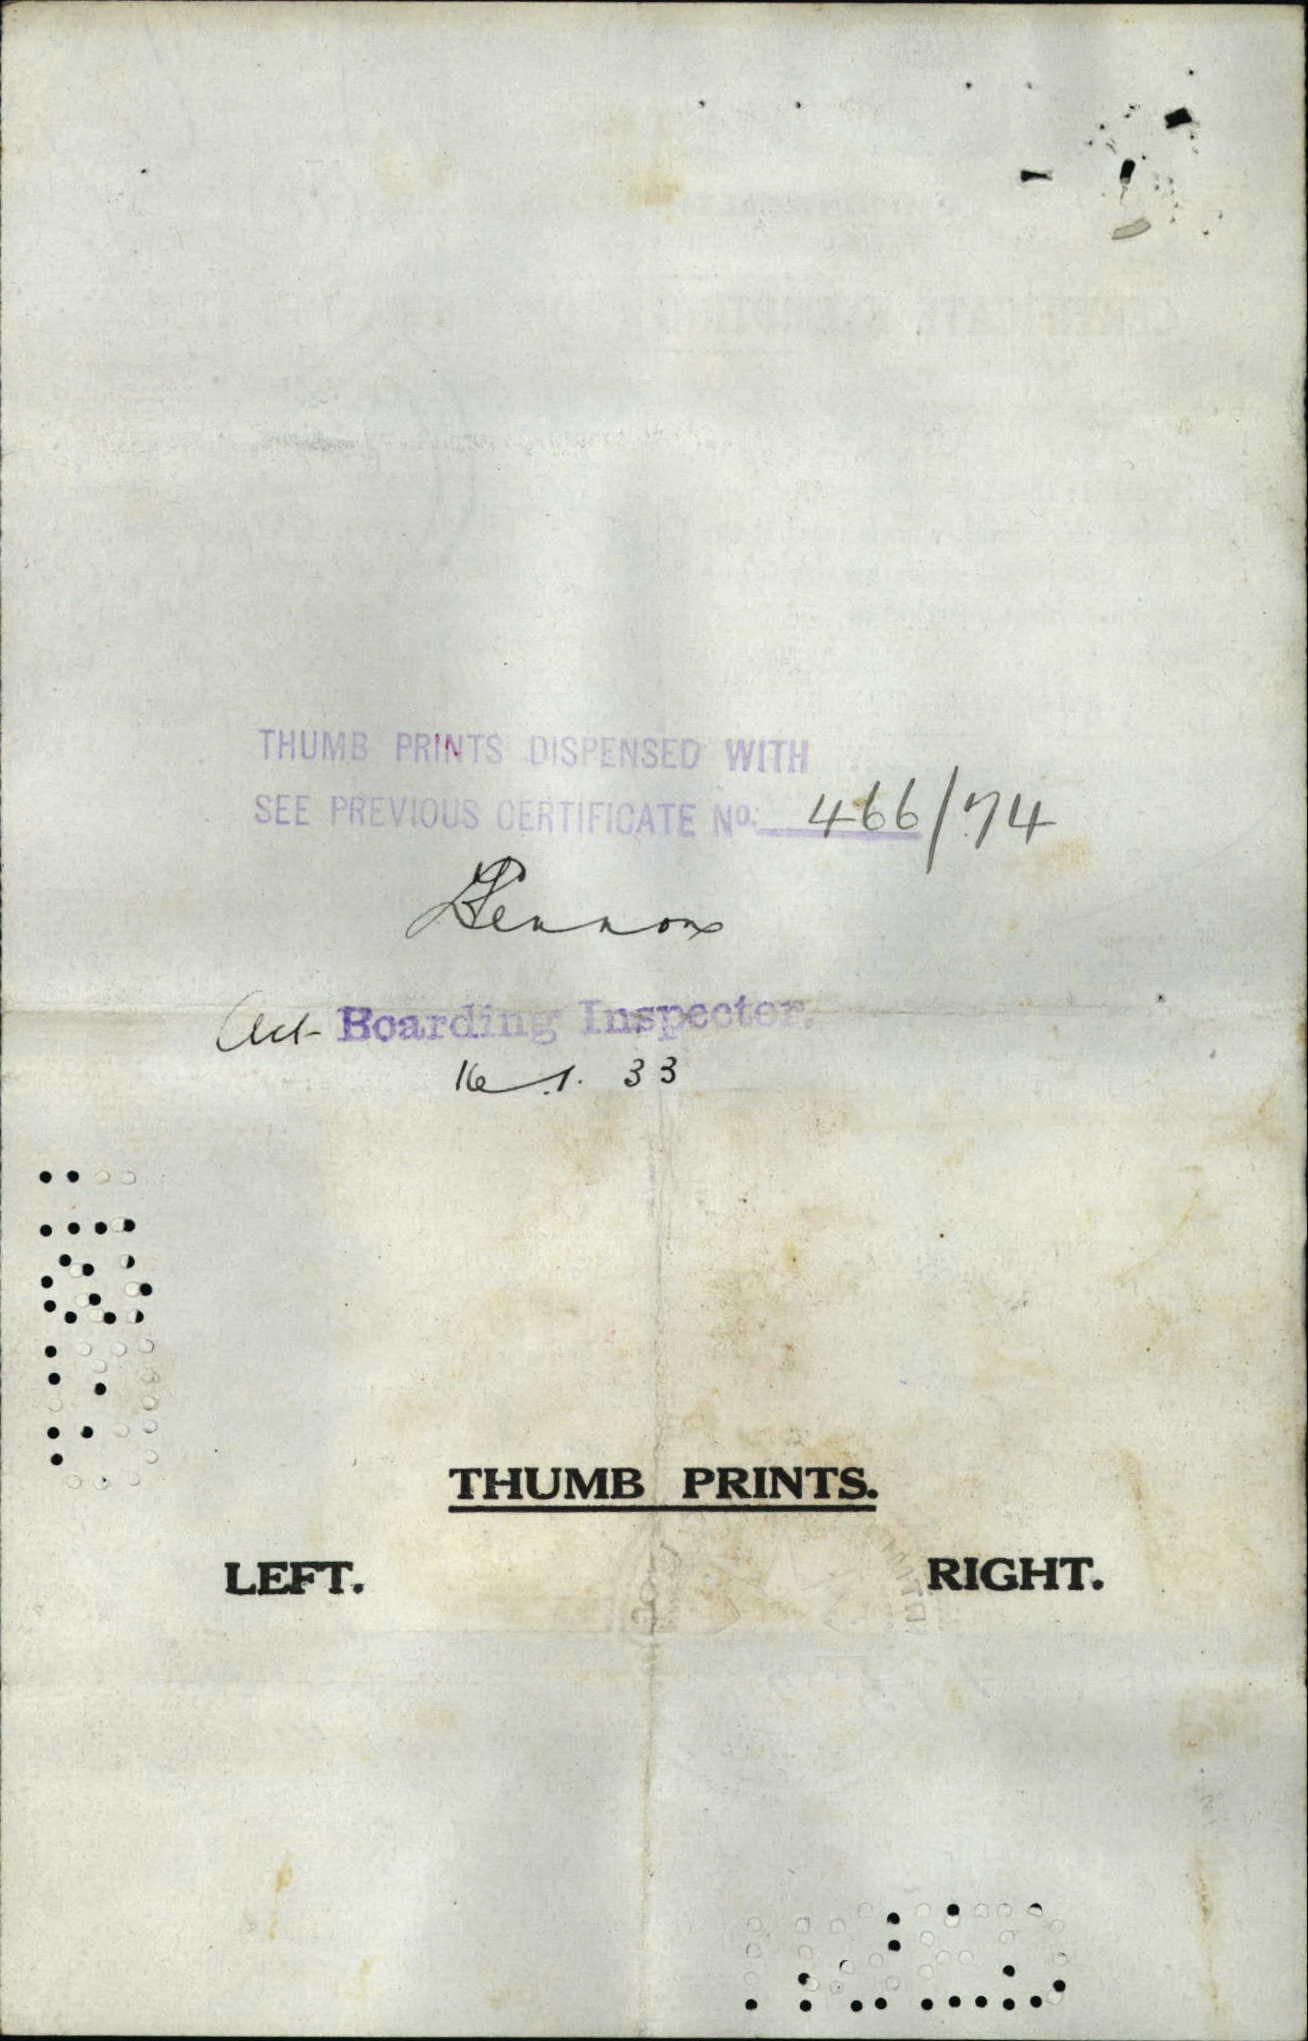 THUMB PRINTS DISPENSED WITH
SEE PREVIOUS CERTIFICATE No. 466/74
Lennox
Act Boarding Inspector.
16.1.33
THUMB PRINTS.
LEFT. RIGHT.